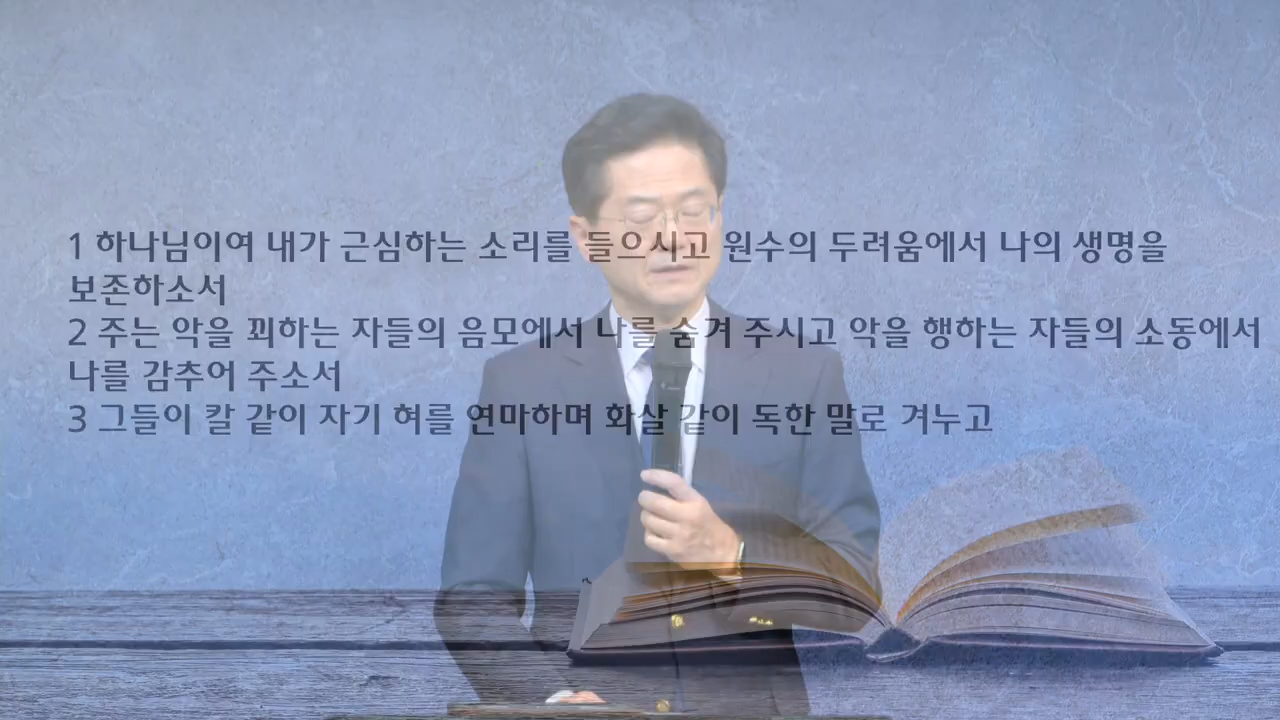 1 하나님이여 내가 근심하는 소리를 들으시고 원수의 두려움에서 나의 생명을
보존하소서
2 주는 악을 꾀하는 자들의 음모에서 나를 숨겨 주시고 악을 행하는 자들의 소동에서
나를 감추어 주소서
3 그들이 칼 같이 자기 혀를 연마하며 화살 같이 독한 말로 겨누고